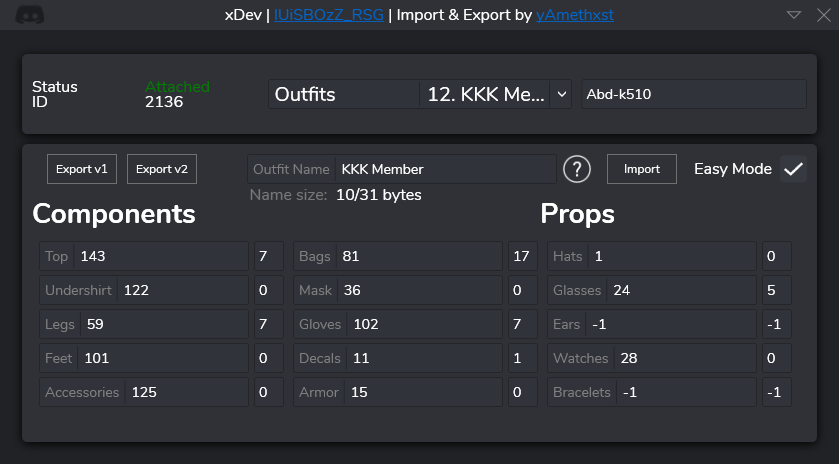 xDev | IUiSBOzZ_RSG | Import & Export by yAmethxst
Status Attached
ID 2136
Outfits 12. KKK Me... Abd-k510
Export v1 Export v2 Outfit Name KKK Member ? Import Easy Mode
Name size: 10/31 bytes
Components Props
Top 143 7 Bags 81 17 Hats 1 0
Undershirt 122 0 Mask 36 0 Glasses 24 5
Legs 59 7 Gloves 102 7 Ears -1 -1
Feet 101 0 Decals 11 1 Watches 28 0
Accessories 125 0 Armor 15 0 Bracelets -1 -1